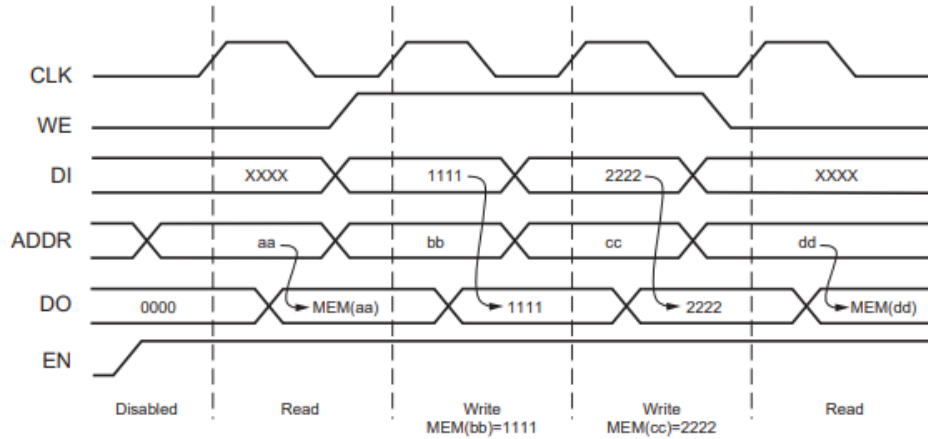 CLK
WE
DI XXXX 1111 2222 XXXX
ADDR aa bb cc dd
DO 0000 MEM(aa) 1111 2222 MEM(dd)
EN
Disabled Read Write Write Read
MEM(bb)=1111 MEM(cc)=2222